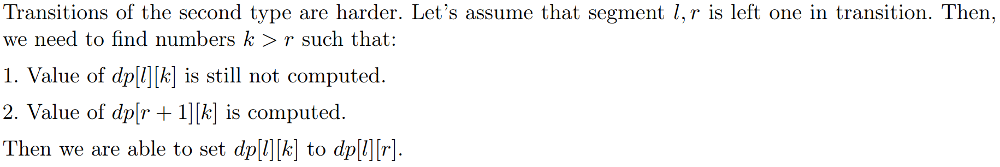 Transitions of the second type are harder. Let's assume that segment l, r is left one in transition. Then,
we need to find numbers k > r such that:
1. Value of dp[l][k] is still not computed.
2. Value of dp[r + 1][k] is computed.
Then we are able to set dp[l][k] to dp[l][r].